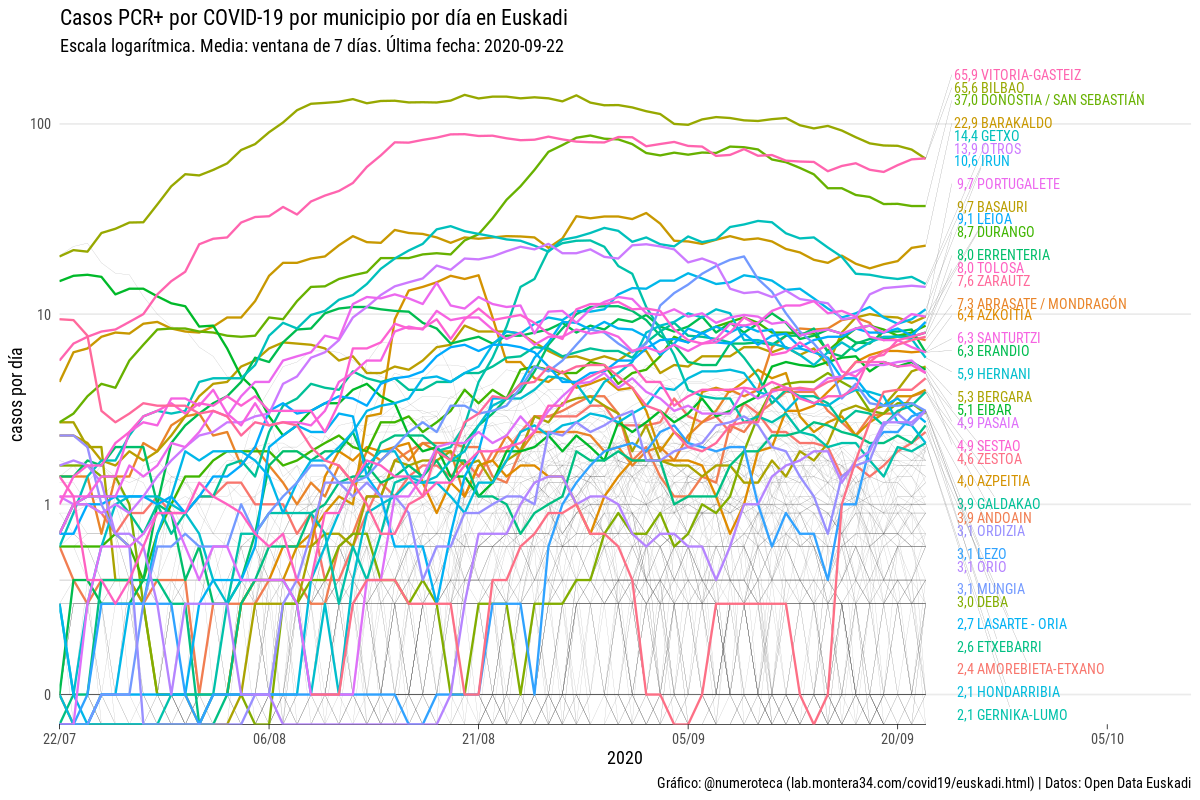 Casos PCR+ por COVID-19 por municipio por día en Euskadi
Escala logarítmica. Media: ventana de 7 días. Última fecha: 2020-09-22
casos por día
100
10
1
0
65,9 VITORIA-GASTEIZ
65,6 BILBAO
37,0 DONOSTIA / SAN SEBASTIÁN
22,9 BARAKALDO
14,4 GETXO
13,9 OTROS
10,6 IRUN
9,7 PORTUGALETE
9,7 BASAURI
9,1 LEIOA
8,7 DURANGO
8,0 ERRENTERIA
8,0 TOLOSA
7,6 ZARAUTZ
7,3 ARRASATE / MONDRAGÓN
6,4 AZKOITIA
6,3 SANTURTZI
6,3 ERANDIO
5,9 HERNANI
5,3 BERGARA
5,1 EIBAR
4,9 PASAIA
4,9 SESTAO
4,6 ZESTOA
4,0 AZPEITIA
3,9 GALDAKAO
3,9 ANDOAIN
3,1 ORDIZIA
3,1 LEZO
3,1 ORIO
3,1 MUNGIA
3,0 DEBA
2,7 LASARTE - ORIA
2,6 ETXEBARRI
2,4 AMOREBIETA-ETXANO
2,1 HONDARRIBIA
2,1 GERNIKA-LUMO
22/07
06/08
21/08
05/09
20/09
05/10
2020
Gráfico: @numeroteca (lab.montera34.com/covid19/euskadi.html) | Datos: Open Data Euskadi